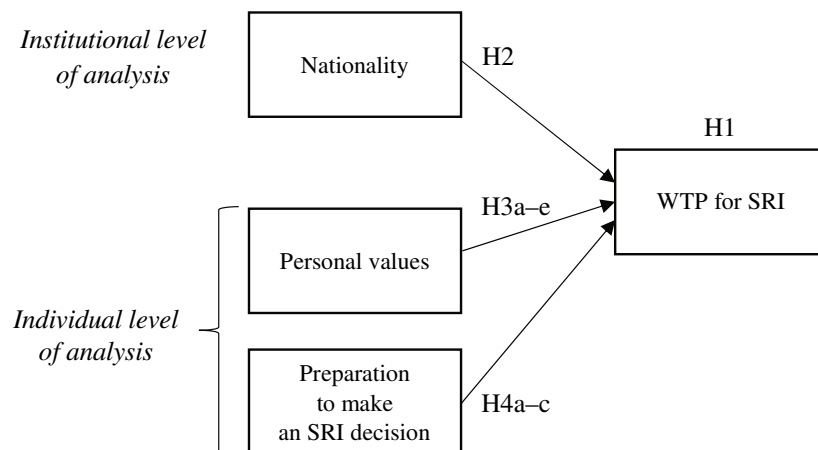 Institutional level
of analysis
Nationality
H2
H1
WTP for SRI
H3a–e
Personal values
Individual level
of analysis
Preparation
to make
an SRI decision
H4a–c